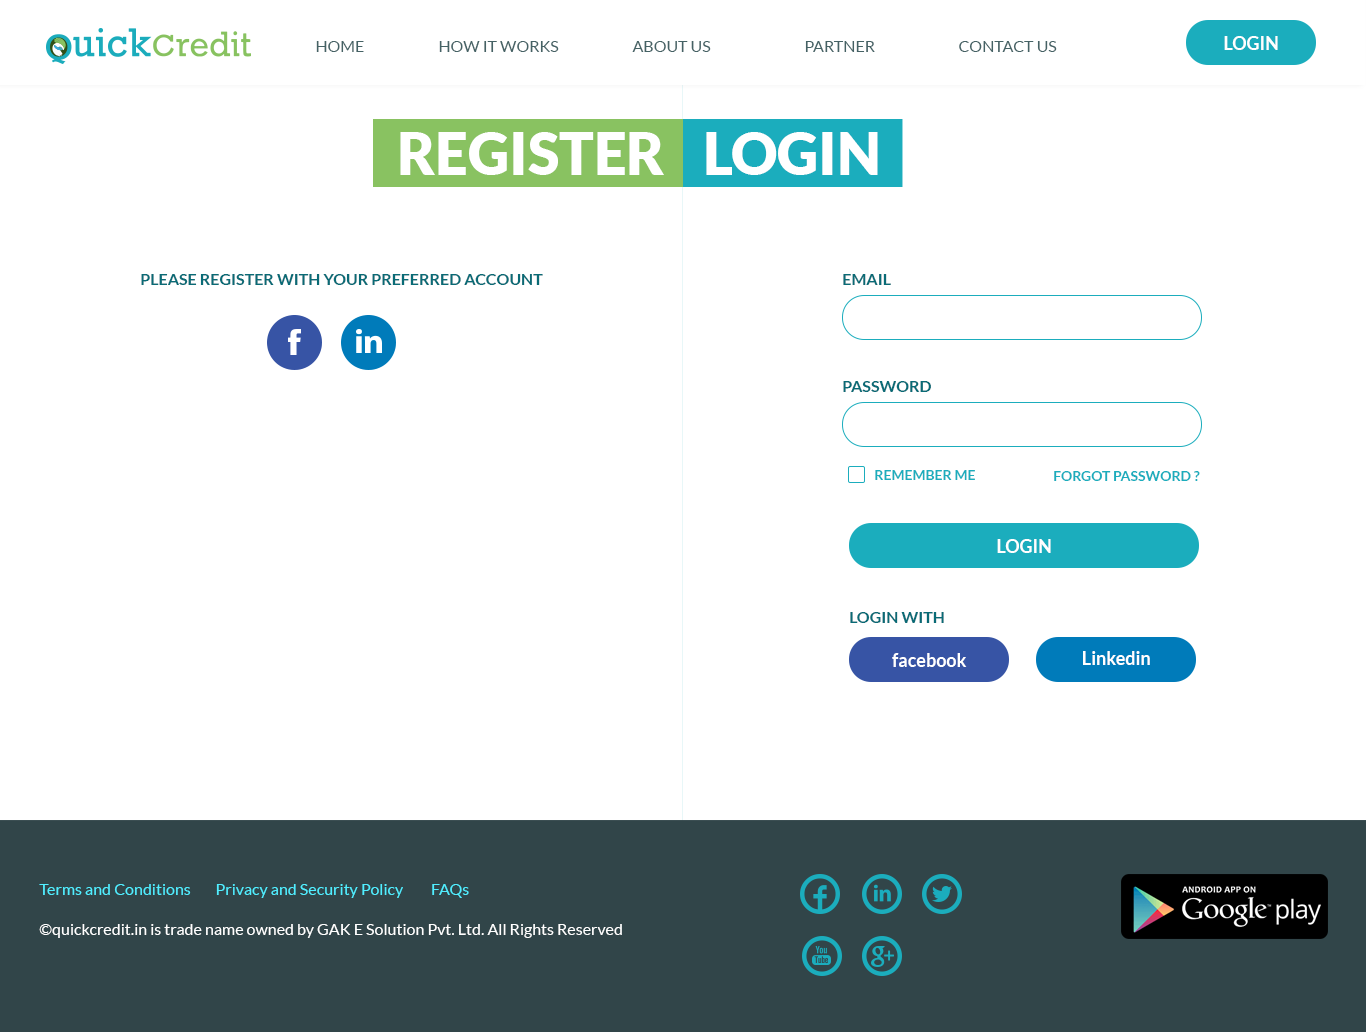 QuickCredit
HOME HOW IT WORKS ABOUT US PARTNER CONTACT US LOGIN
REGISTER LOGIN
PLEASE REGISTER WITH YOUR PREFERRED ACCOUNT
f in
EMAIL
PASSWORD
REMEMBER ME FORGOT PASSWORD ?
LOGIN
LOGIN WITH
facebook Linkedin
Terms and Conditions Privacy and Security Policy FAQs
©quickcredit.in is trade name owned by GAK E Solution Pvt. Ltd. All Rights Reserved
f in
You
Tube g+
ANDROID APP ON
Google™ play